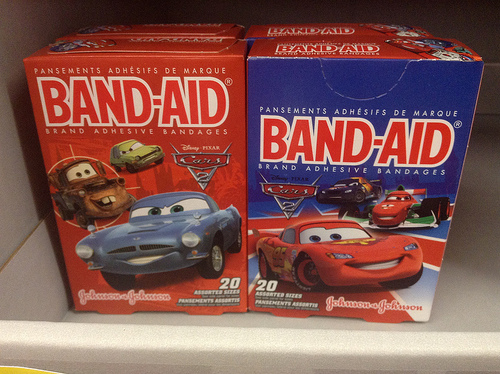 BAND-AID
BAND-AID
PANSEMENTS ADHÉSIFS DE MARQUE
BAND-AID®
BRAND ADHESIVE BANDAGES
Disney · PIXAR
Cars
2
20
ASSORTED SIZES
PANSEMENTS ASSORTIS
Johnson & Johnson
PANSEMENTS ADHÉSIFS DE MARQUE
BAND-AID®
BRAND ADHESIVE BANDAGES
Disney · PIXAR
Cars
2
20
ASSORTED SIZES
PANSEMENTS ASSORTIS
Johnson & Johnson